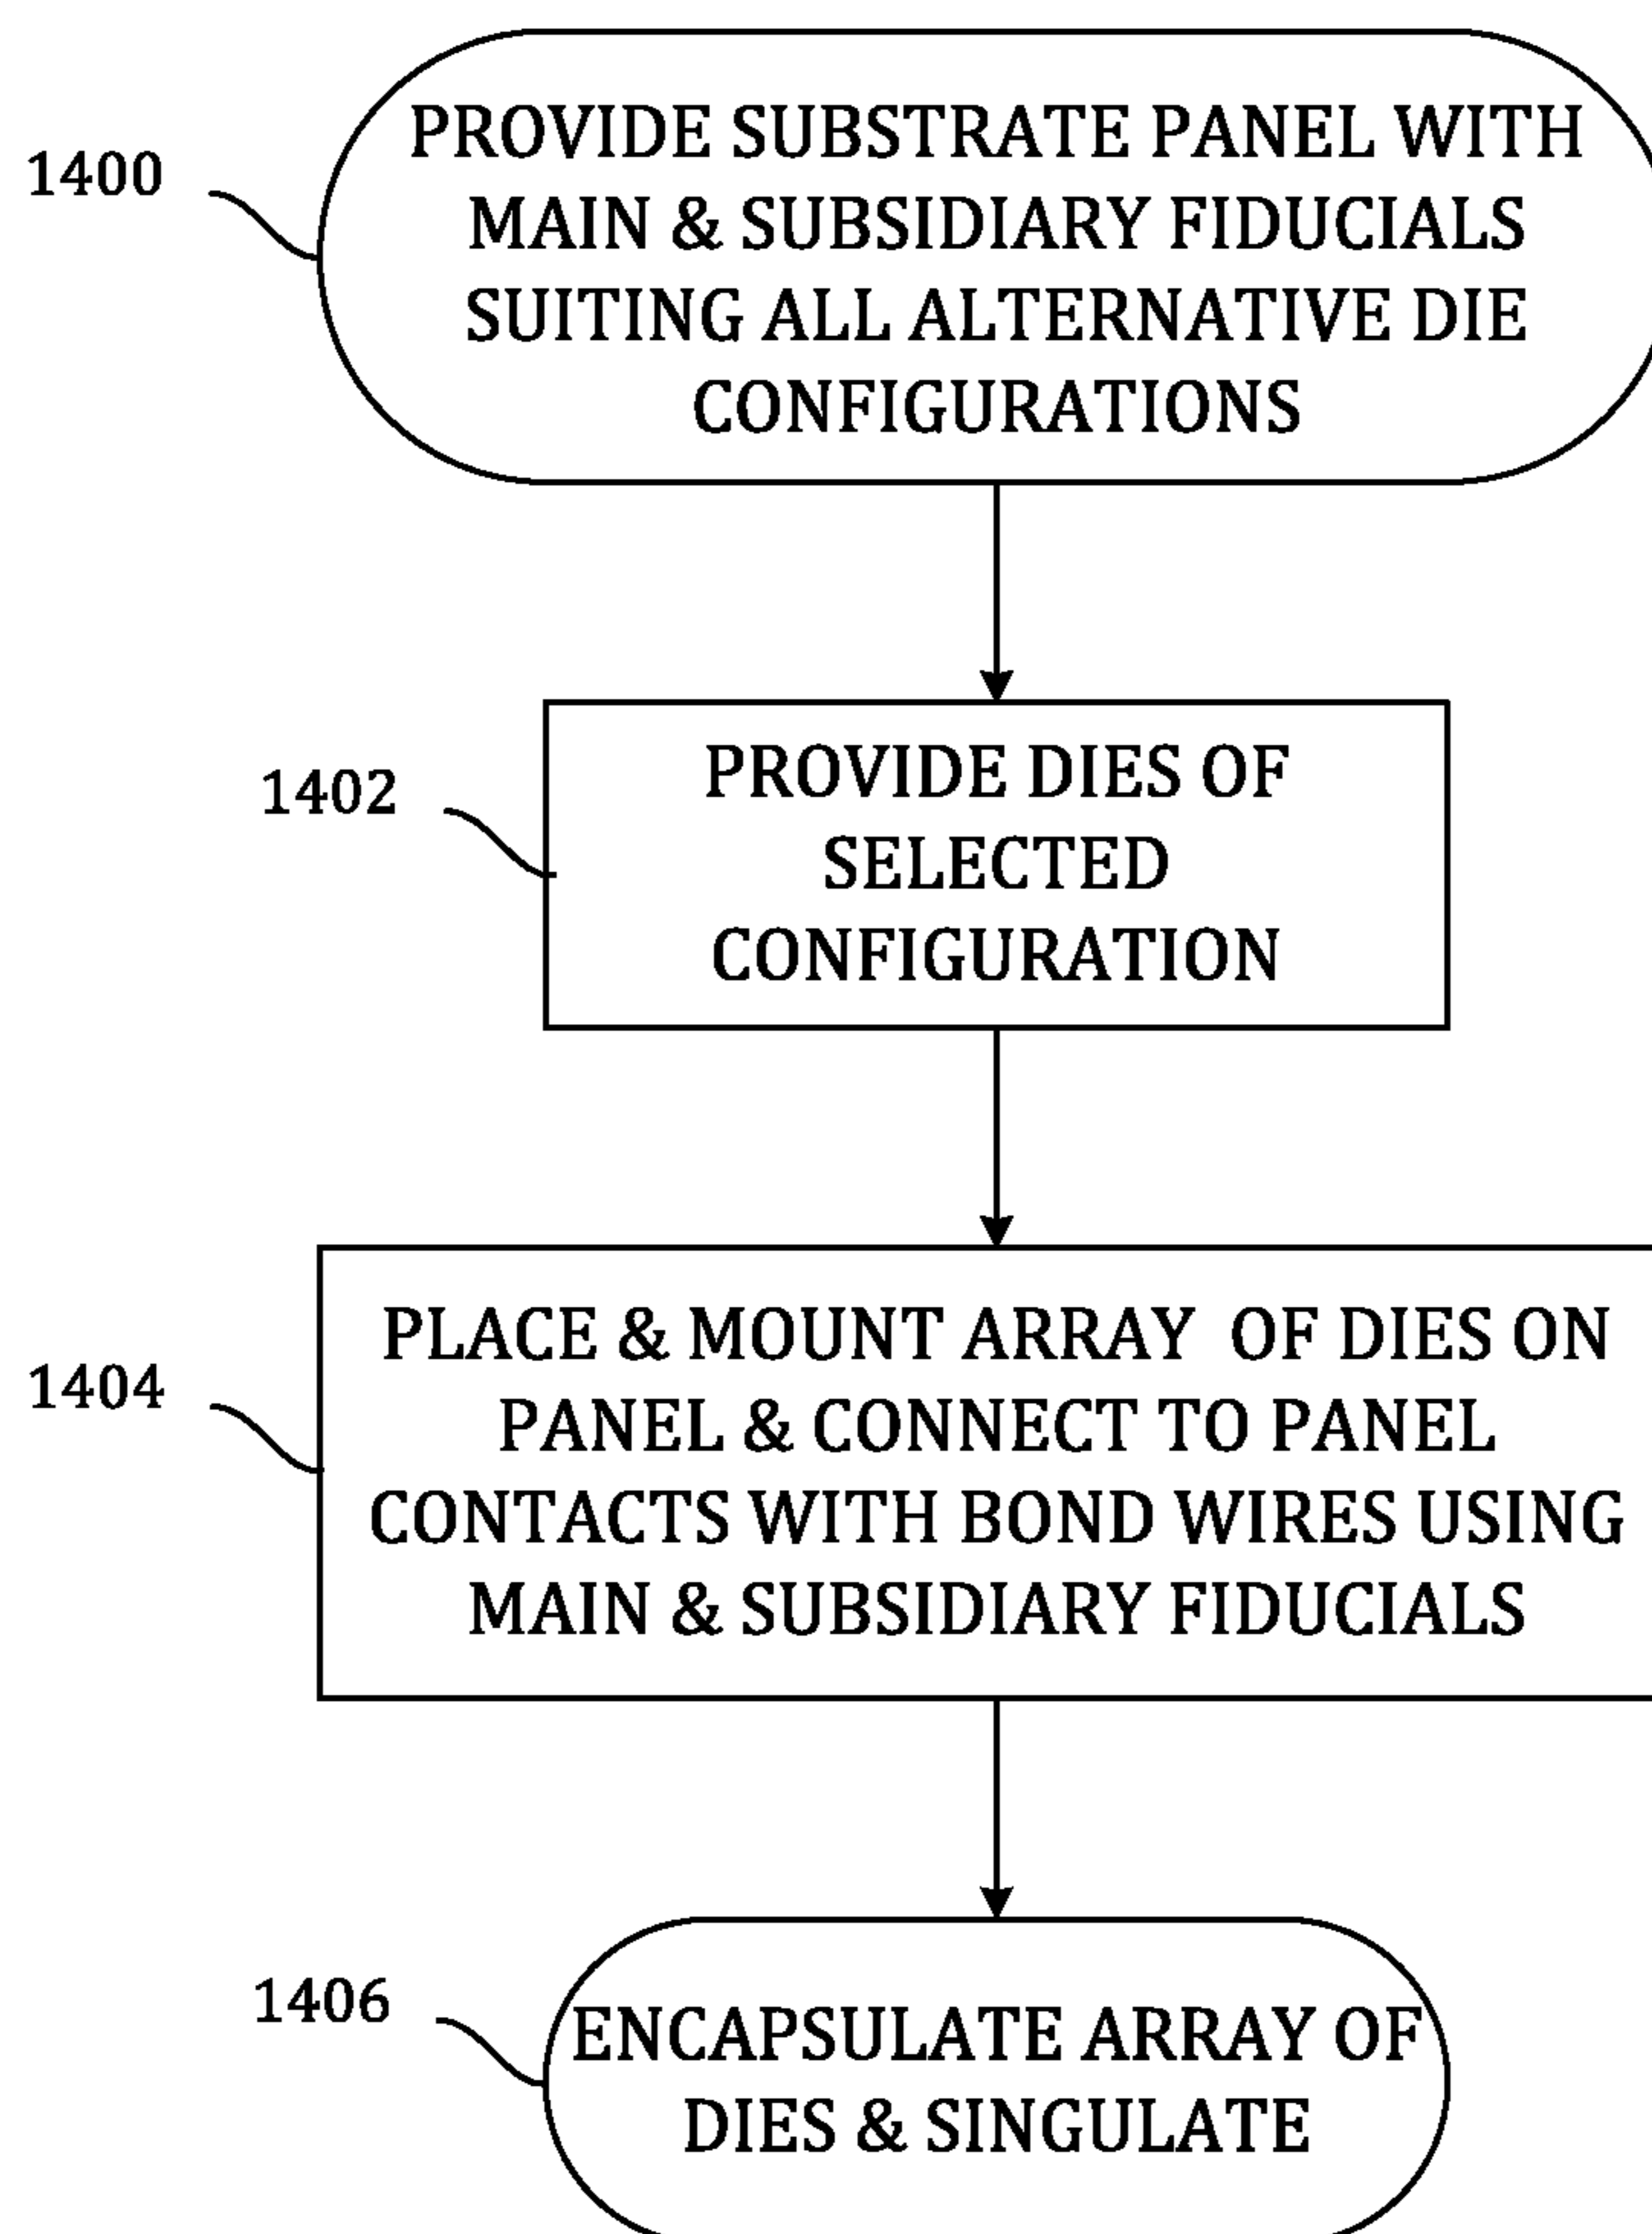 1400
PROVIDE SUBSTRATE PANEL WITH
MAIN & SUBSIDIARY FIDUCIALS
SUITING ALL ALTERNATIVE DIE
CONFIGURATIONS
1402
PROVIDE DIES OF
SELECTED
CONFIGURATION
1404
PLACE & MOUNT ARRAY OF DIES ON
PANEL & CONNECT TO PANEL
CONTACTS WITH BOND WIRES USING
MAIN & SUBSIDIARY FIDUCIALS
1406
ENCAPSULATE ARRAY OF
DIES & SINGULATE